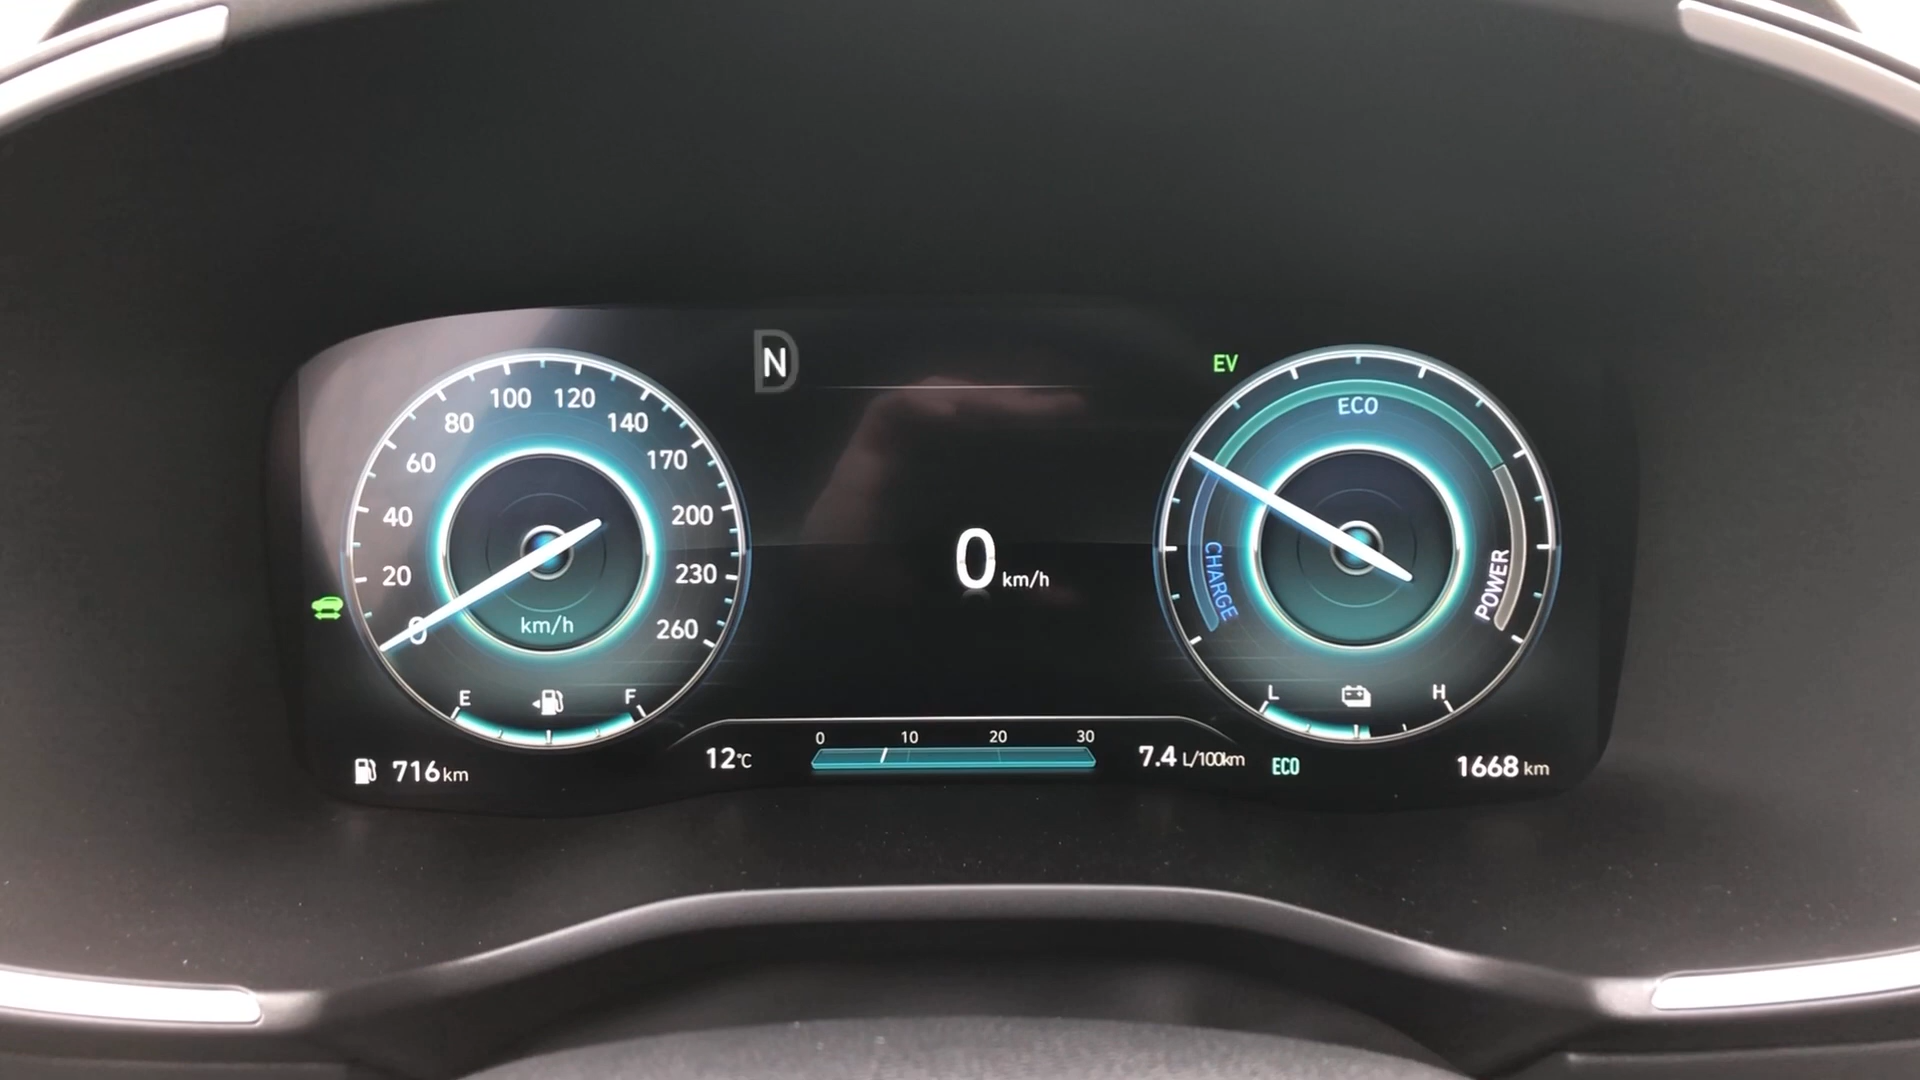 D
N
EV
100 120
80 140
60 170
40 200
20 230
0 260
km/h
E F
716 km
0 km/h
12°C
0 10 20 30
7.4 L/100km
ECO
CHARGE
POWER
L H
ECO
1668 km